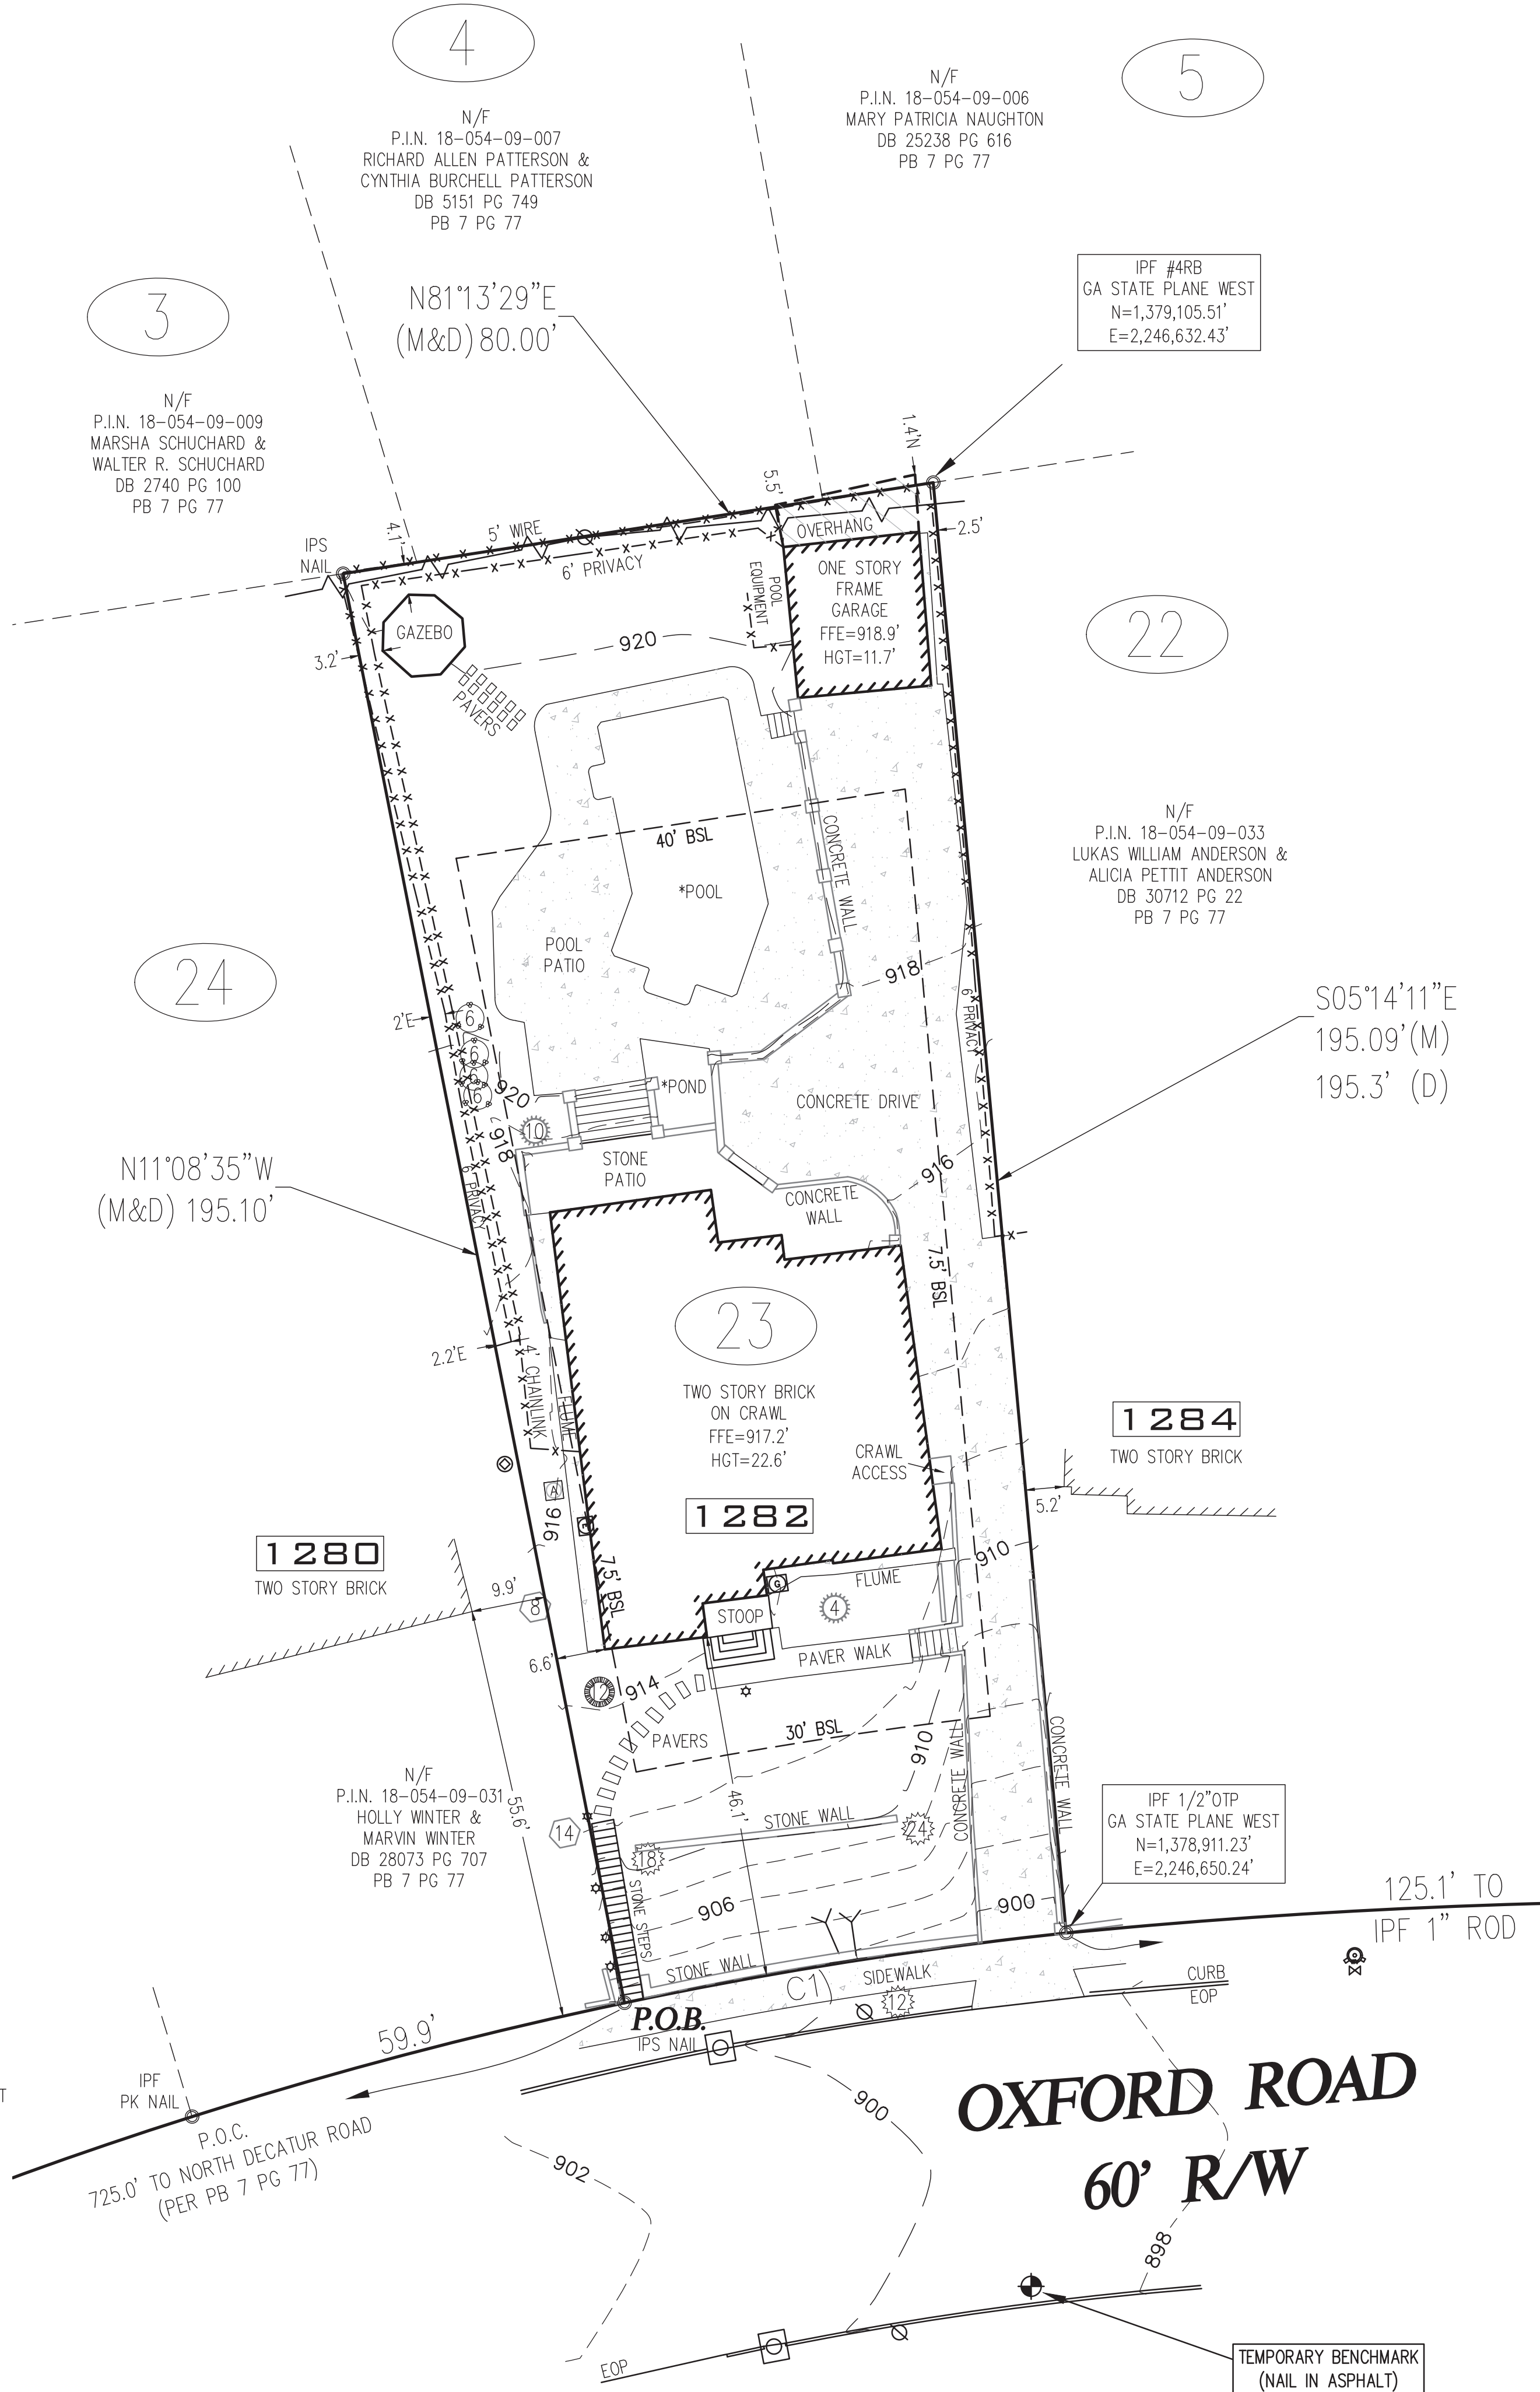 4
N/F
P.I.N. 18-054-09-007
RICHARD ALLEN PATTERSON &
CYNTHIA BURCHELL PATTERSON
DB 5151 PG 749
PB 7 PG 77
5
N/F
P.I.N. 18-054-09-006
MARY PATRICIA NAUGHTON
DB 25238 PG 616
PB 7 PG 77
3
N/F
P.I.N. 18-054-09-009
MARSHA SCHUCHARD &
WALTER R. SCHUCHARD
DB 2740 PG 100
PB 7 PG 77
N81°13'29"E
(M&D) 80.00'
IPF #4RB
GA STATE PLANE WEST
N=1,379,105.51'
E=2,246,632.43'
1.4'N
5.5'
4.1'
5' WIRE
6' PRIVACY
IPS
NAIL
OVERHANG
2.5'
ONE STORY
FRAME
GARAGE
FFE=918.9'
HGT=11.7'
POOL
EQUIPMENT
GAZEBO
3.2'
920
PAVERS
22
N/F
P.I.N. 18-054-09-033
LUKAS WILLIAM ANDERSON &
ALICIA PETTIT ANDERSON
DB 30712 PG 22
PB 7 PG 77
40' BSL
*POOL
CONCRETE WALL
POOL
PATIO
918
6' PRIVACY
24
2'E
6
6
6
6
920
918
10
*POND
CONCRETE DRIVE
S05°14'11"E
195.09'(M)
195.3' (D)
N11°08'35"W
(M&D) 195.10'
6' PRIVACY
STONE
PATIO
CONCRETE
WALL
916
7.5' BSL
23
TWO STORY BRICK
ON CRAWL
FFE=917.2'
HGT=22.6'
1282
2.2'E
4' CHAINLINK
FLUME
A
916
CRAWL
ACCESS
1284
TWO STORY BRICK
5.2'
1280
TWO STORY BRICK
9.9'
8
7.5' BSL
G
FLUME
910
4
STOOP
PAVER WALK
6.6'
12
914
PAVERS
30' BSL
910
CONCRETE WALL
CONCRETE WALL
N/F
P.I.N. 18-054-09-031
HOLLY WINTER &
MARVIN WINTER
DB 28073 PG 707
PB 7 PG 77
55.6'
46.1'
14
STONE WALL
24
18
STONE STEPS
906
900
IPF 1/2"OTP
GA STATE PLANE WEST
N=1,378,911.23'
E=2,246,650.24'
125.1' TO
IPF 1" ROD
STONE WALL
C1)
SIDEWALK
12
CURB
EOP
P.O.B.
IPS NAIL
59.9'
IPF
PK NAIL
T
P.O.C.
725.0' TO NORTH DECATUR ROAD
(PER PB 7 PG 77)
OXFORD ROAD
60' R/W
900
902
898
EOP
TEMPORARY BENCHMARK
(NAIL IN ASPHALT)